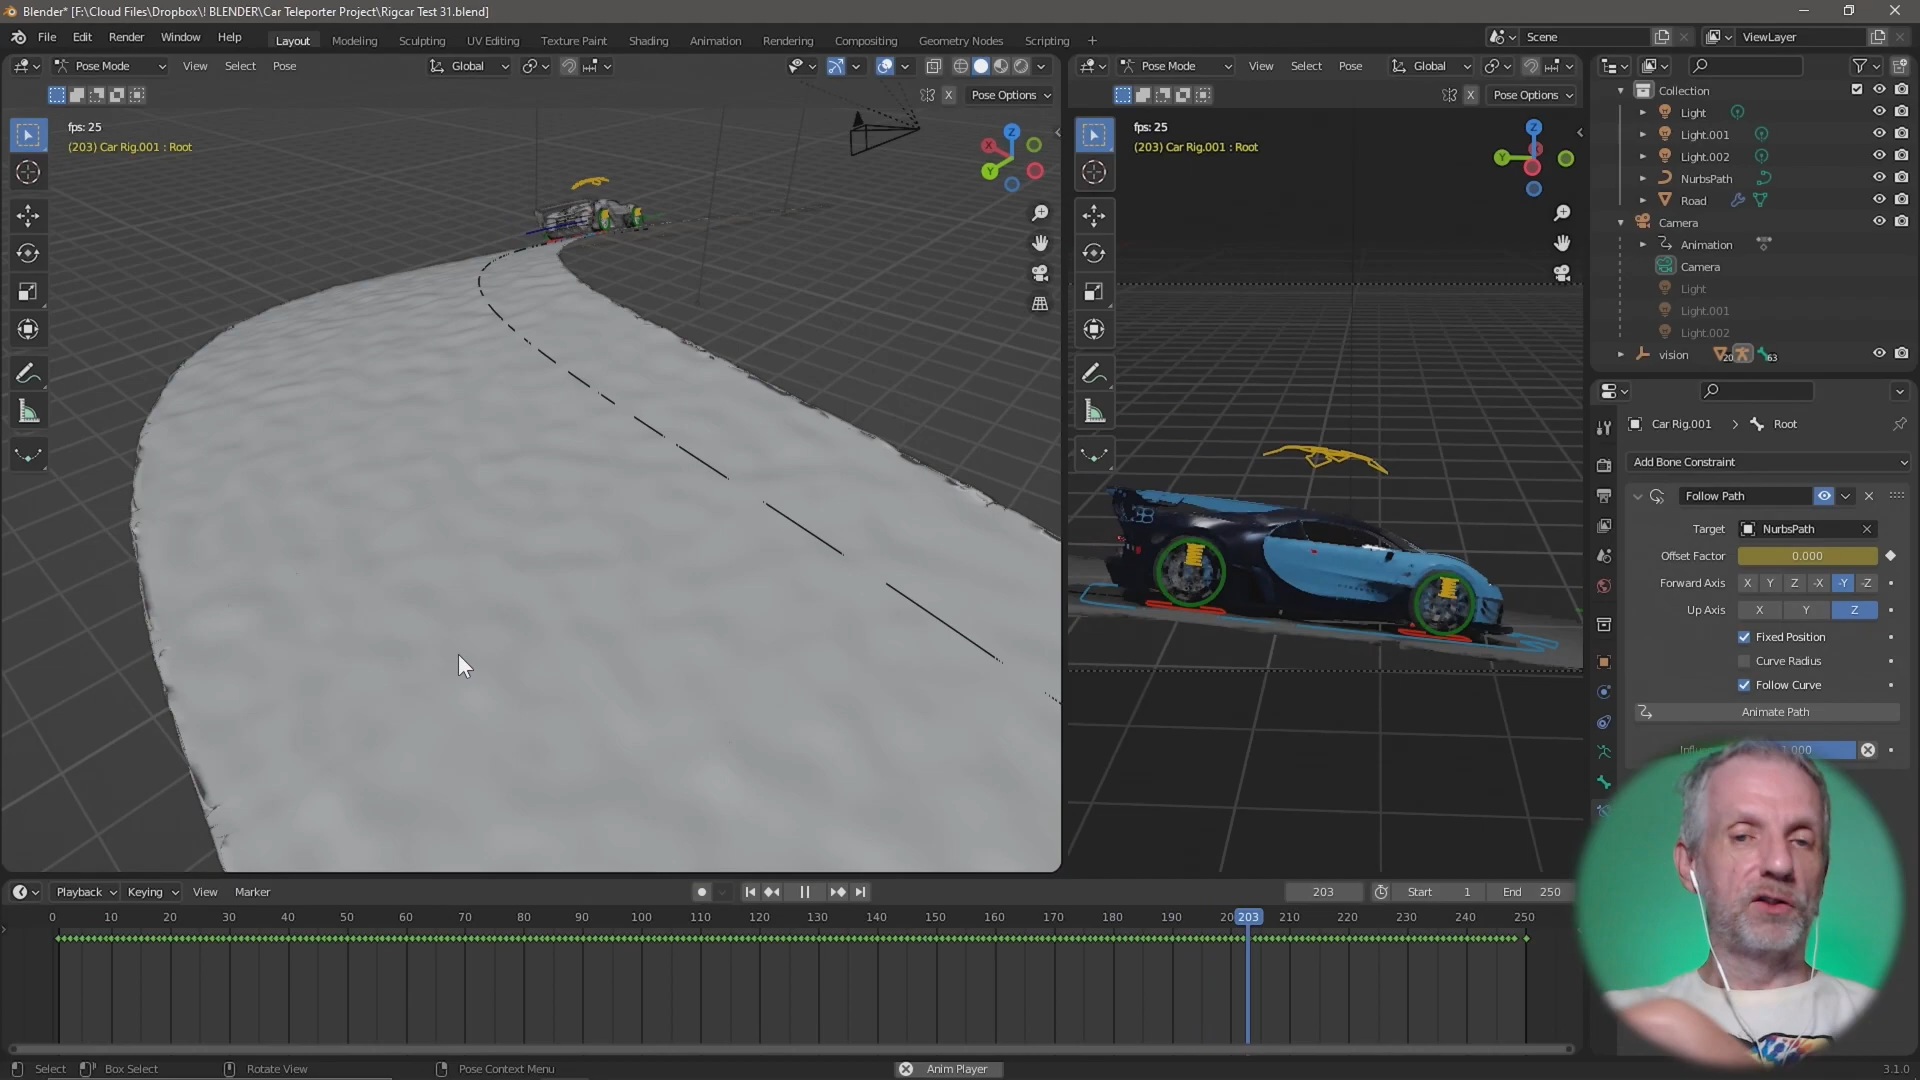 Blender* [F:\Cloud Files\Dropbox\! BLENDER\Car Teleporter Project\Rigcar Test 31.blend]
File Edit Render Window Help Layout Modeling Sculpting UV Editing Texture Paint Shading Animation Rendering Compositing Geometry Nodes Scripting + Scene ViewLayer
Pose Mode View Select Pose Global
X Pose Options
fps: 25
(203) Car Rig.001 : Root
Z
X
Y
Pose Mode View Select Pose Global
X Pose Options
fps: 25
(203) Car Rig.001 : Root
Z
Y
Collection
Light
Light.001
Light.002
NurbsPath
Road
Camera
Animation
Camera
Light
Light.001
Light.002
vision 20 63
Car Rig.001 > Root
Add Bone Constraint
Follow Path
Target NurbsPath
Offset Factor 0.000
Forward Axis X Y Z -X -Y -Z
Up Axis X Y Z
Fixed Position
Curve Radius
Follow Curve
Animate Path
Playback Keying View Marker 203 Start 1 End 250
0 10 20 30 40 50 60 70 80 90 100 110 120 130 140 150 160 170 180 190 20 203 210 220 230 240 250
Select Box Select Rotate View Pose Context Menu Anim Player 3.1.0